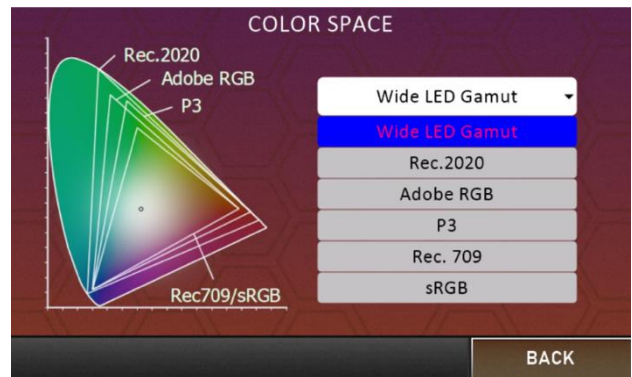 COLOR SPACE
Rec.2020
Adobe RGB
P3
Rec709/sRGB
Wide LED Gamut
Wide LED Gamut
Rec.2020
Adobe RGB
P3
Rec. 709
sRGB
BACK